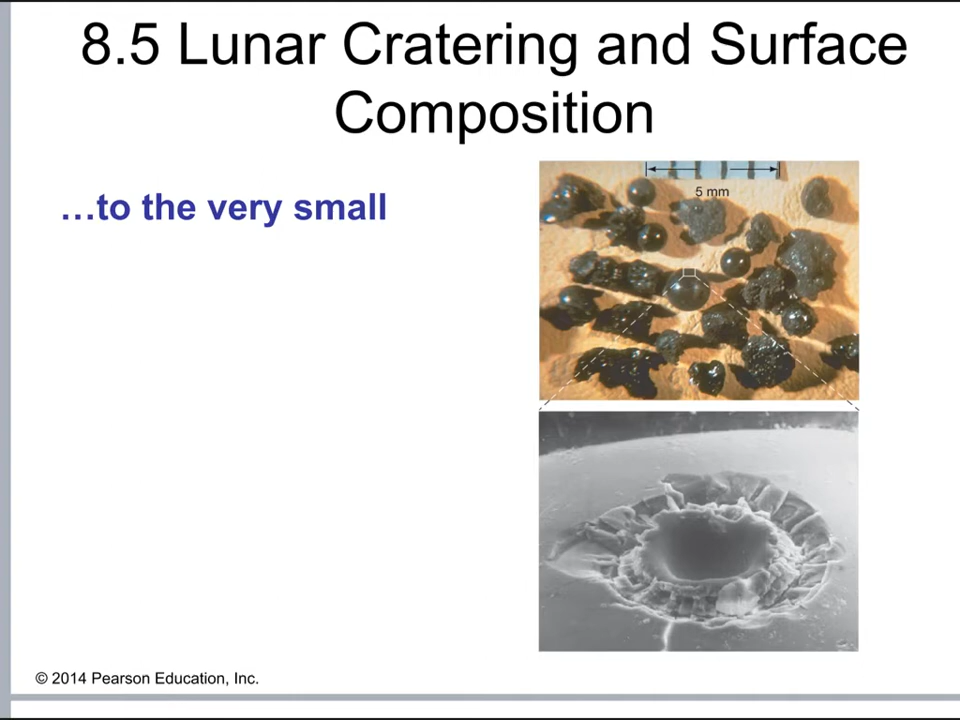 8.5 Lunar Cratering and Surface
Composition
…to the very small
5 mm
© 2014 Pearson Education, Inc.